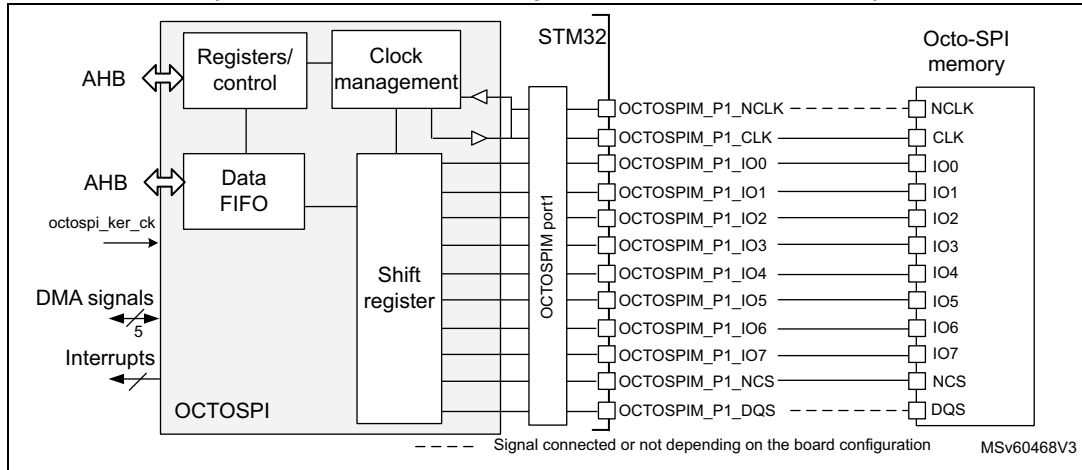 STM32
Octo-SPI
memory
Registers/
control
Clock
management
AHB
Data
FIFO
AHB
octospi_ker_ck
DMA signals
5
Interrupts
Shift
register
OCTOSPI
OCTOSPIM port1
OCTOSPIM_P1_NCLK
NCLK
OCTOSPIM_P1_CLK
CLK
OCTOSPIM_P1_IO0
IO0
OCTOSPIM_P1_IO1
IO1
OCTOSPIM_P1_IO2
IO2
OCTOSPIM_P1_IO3
IO3
OCTOSPIM_P1_IO4
IO4
OCTOSPIM_P1_IO5
IO5
OCTOSPIM_P1_IO6
IO6
OCTOSPIM_P1_IO7
IO7
OCTOSPIM_P1_NCS
NCS
OCTOSPIM_P1_DQS
DQS
Signal connected or not depending on the board configuration
MSv60468V3